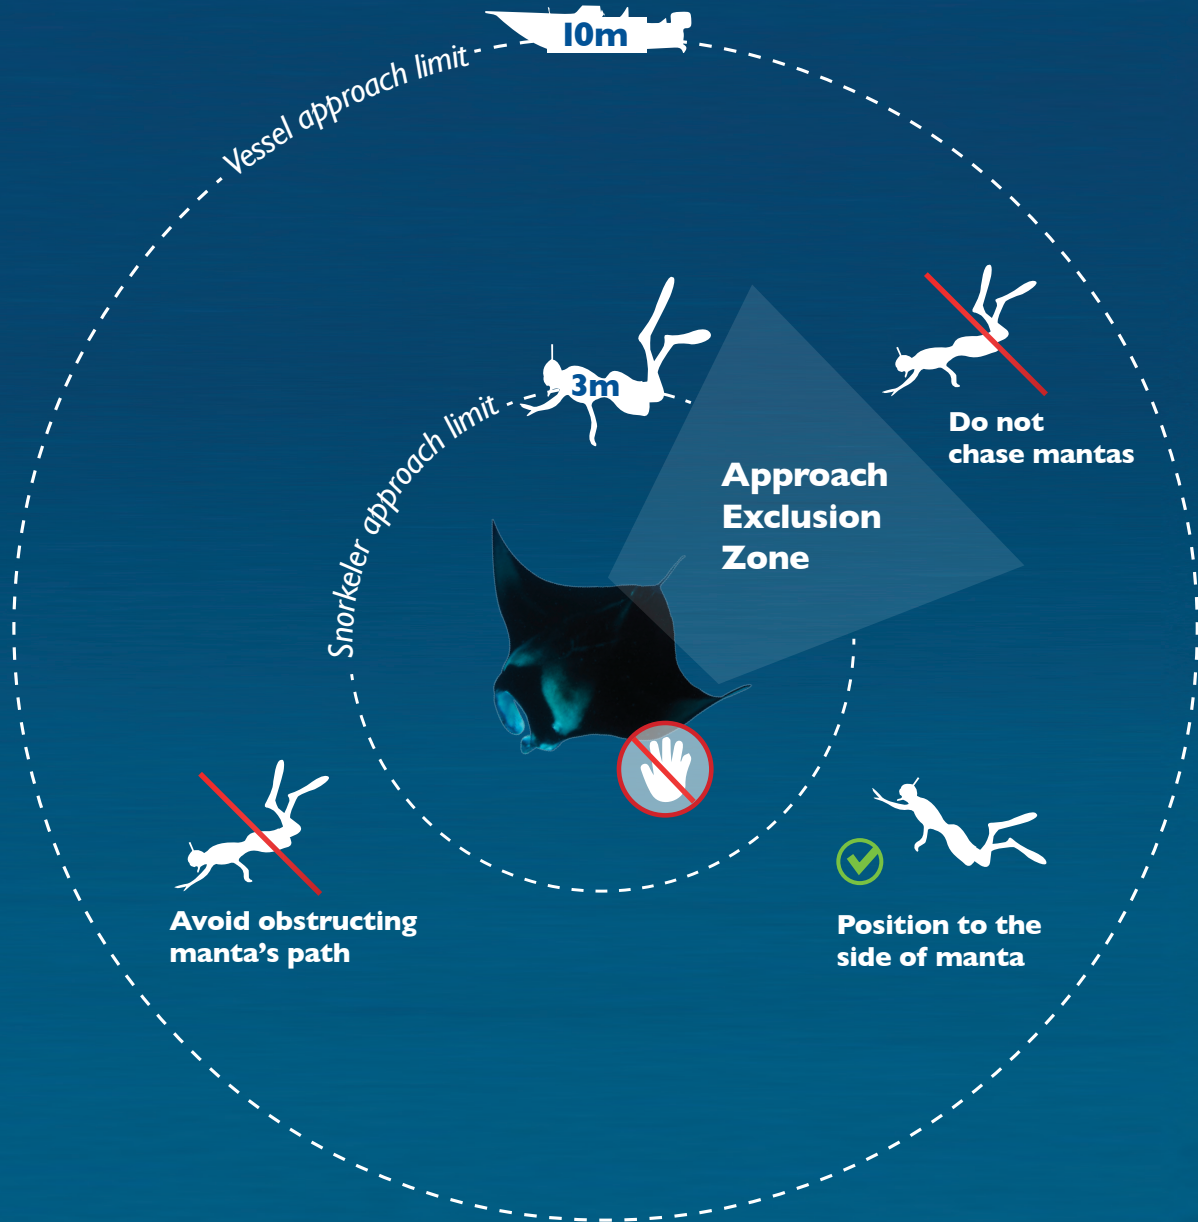 10m
Vessel approach limit
3m
Snorkeler approach limit
Do not
chase mantas
Approach
Exclusion
Zone
Avoid obstructing
manta’s path
Position to the
side of manta